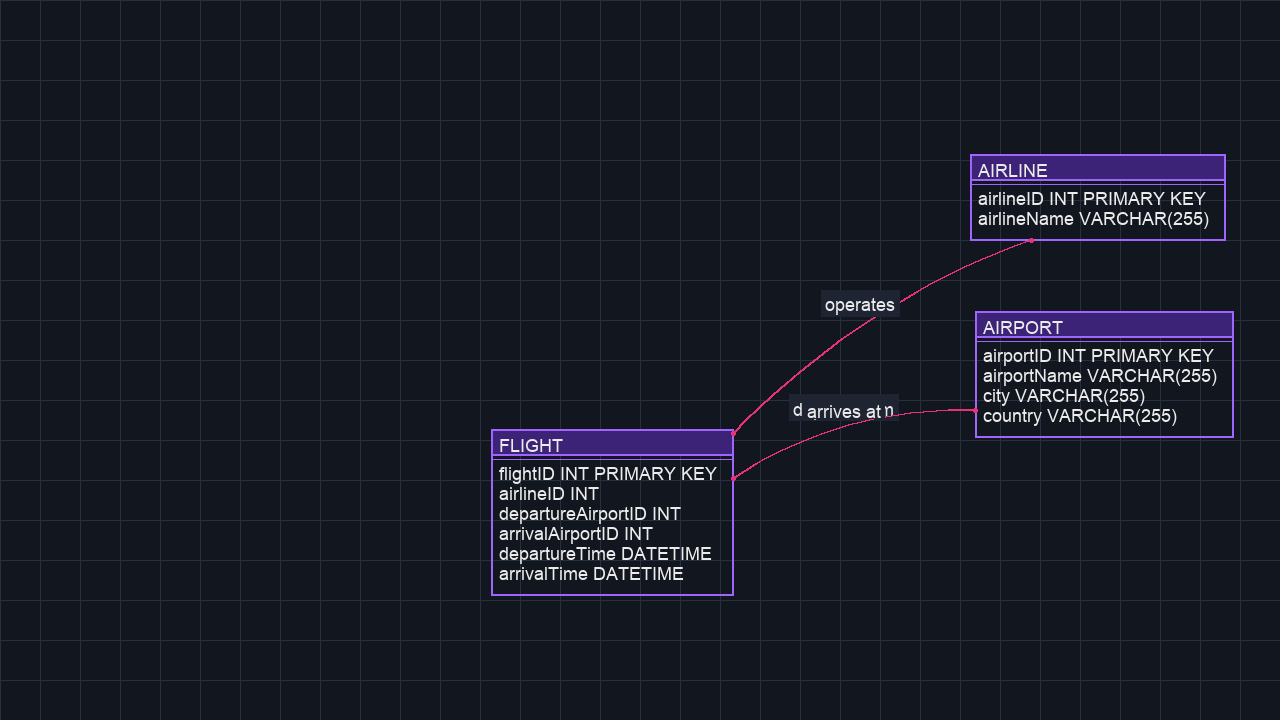 AIRLINE
airlineID INT PRIMARY KEY
airlineName VARCHAR(255)
operates
AIRPORT
airportID INT PRIMARY KEY
airportName VARCHAR(255)
city VARCHAR(255)
country VARCHAR(255)
arrives at
FLIGHT
flightID INT PRIMARY KEY
airlineID INT
departureAirportID INT
arrivalAirportID INT
departureTime DATETIME
arrivalTime DATETIME